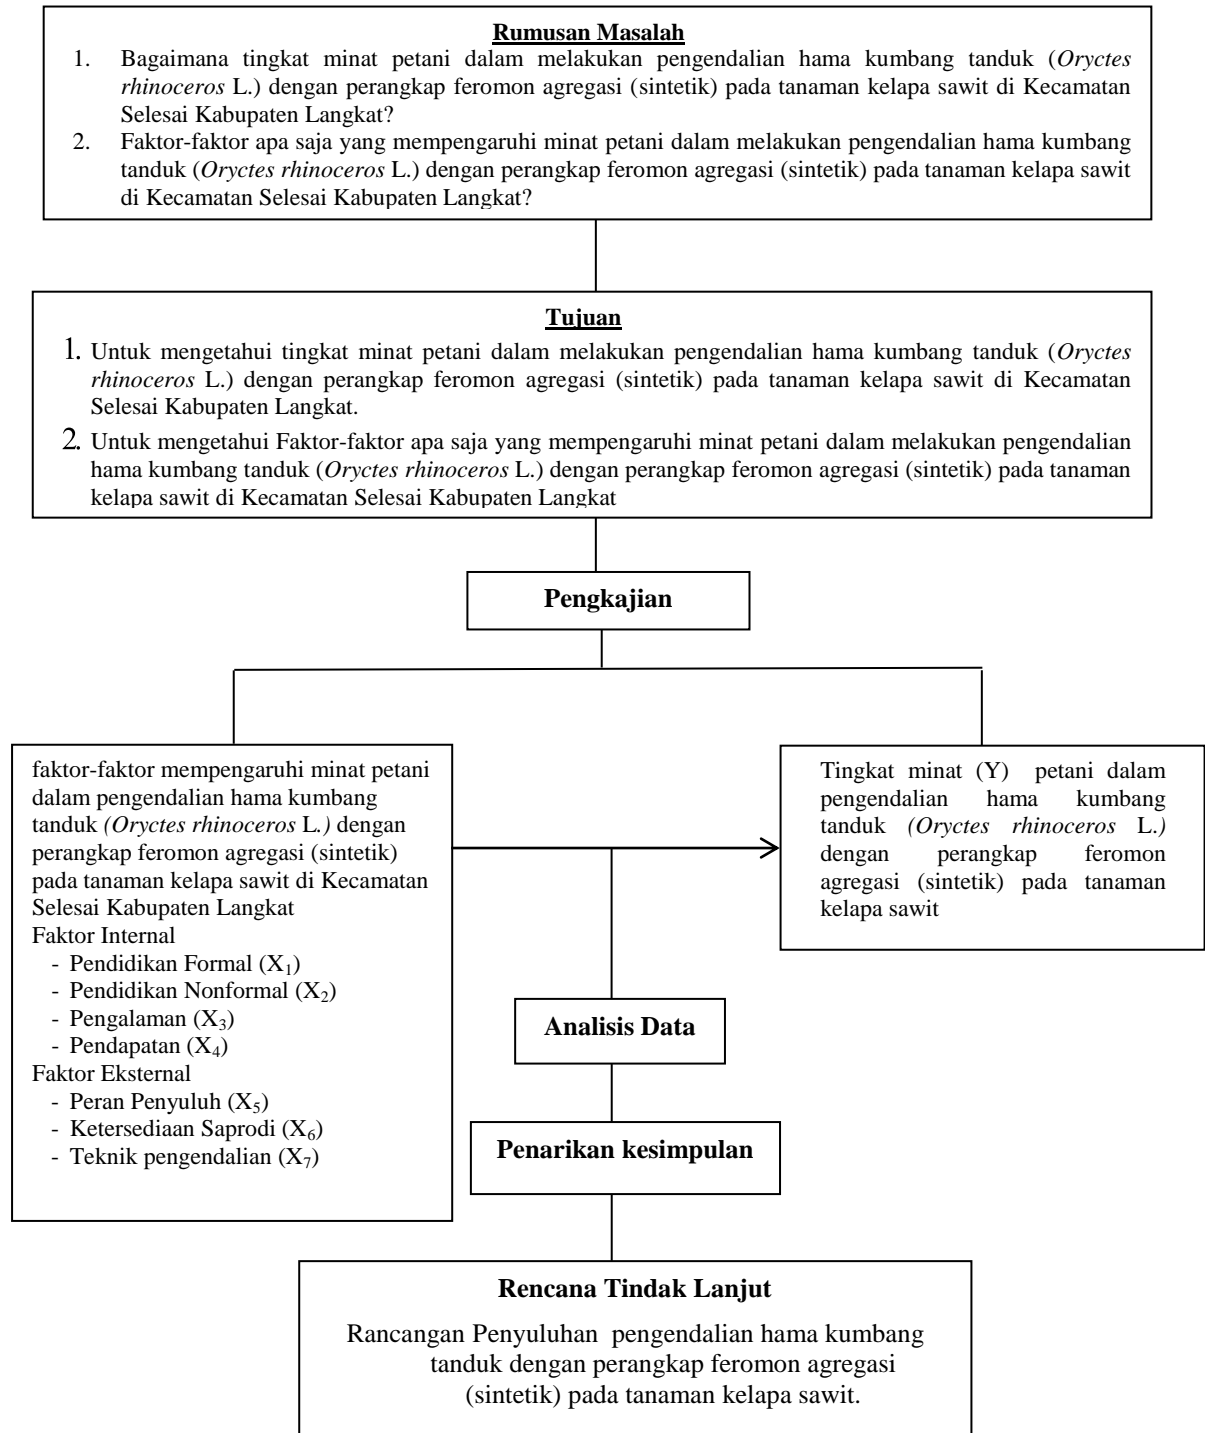 Rumusan Masalah
1. Bagaimana tingkat minat petani dalam melakukan pengendalian hama kumbang tanduk (Oryctes
rhinoceros L.) dengan perangkap feromon agregasi (sintetik) pada tanaman kelapa sawit di Kecamatan
Selesai Kabupaten Langkat?
2. Faktor-faktor apa saja yang mempengaruhi minat petani dalam melakukan pengendalian hama kumbang
tanduk (Oryctes rhinoceros L.) dengan perangkap feromon agregasi (sintetik) pada tanaman kelapa sawit
di Kecamatan Selesai Kabupaten Langkat?
Tujuan
1. Untuk mengetahui tingkat minat petani dalam melakukan pengendalian hama kumbang tanduk (Oryctes
rhinoceros L.) dengan perangkap feromon agregasi (sintetik) pada tanaman kelapa sawit di Kecamatan
Selesai Kabupaten Langkat.
2. Untuk mengetahui Faktor-faktor apa saja yang mempengaruhi minat petani dalam melakukan pengendalian
hama kumbang tanduk (Oryctes rhinoceros L.) dengan perangkap feromon agregasi (sintetik) pada tanaman
kelapa sawit di Kecamatan Selesai Kabupaten Langkat
Pengkajian
faktor-faktor mempengaruhi minat petani
dalam pengendalian hama kumbang
tanduk (Oryctes rhinoceros L.) dengan
perangkap feromon agregasi (sintetik)
pada tanaman kelapa sawit di Kecamatan
Selesai Kabupaten Langkat
Faktor Internal
- Pendidikan Formal (X₁)
- Pendidikan Nonformal (X₂)
- Pengalaman (X₃)
- Pendapatan (X₄)
Faktor Eksternal
- Peran Penyuluh (X₅)
- Ketersediaan Saprodi (X₆)
- Teknik pengendalian (X₇)
Tingkat minat (Y) petani dalam
pengendalian hama kumbang
tanduk (Oryctes rhinoceros L.)
dengan perangkap feromon
agregasi (sintetik) pada tanaman
kelapa sawit
Analisis Data
Penarikan kesimpulan
Rencana Tindak Lanjut
Rancangan Penyuluhan pengendalian hama kumbang
tanduk dengan perangkap feromon agregasi
(sintetik) pada tanaman kelapa sawit.